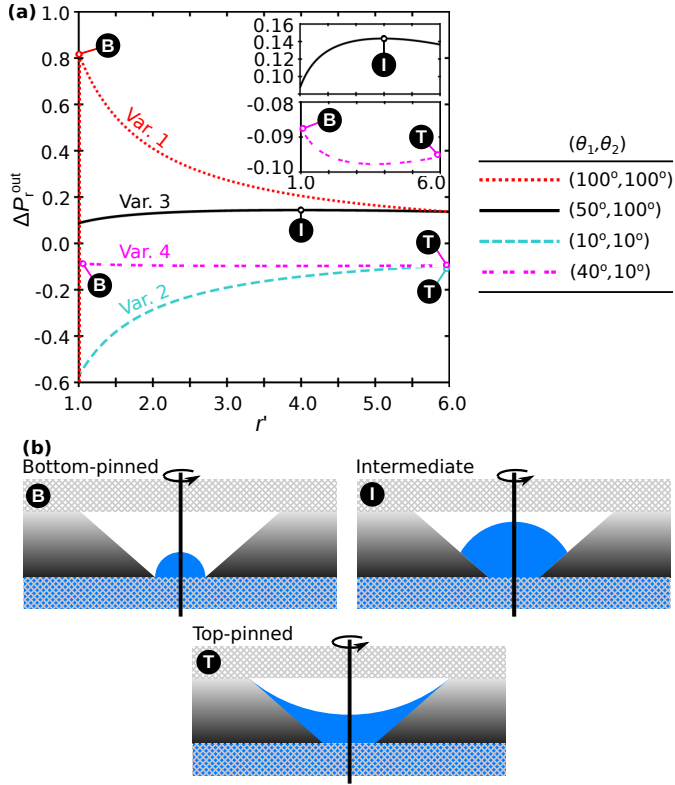 (a)
1.0
0.8
0.6
0.4
0.2
0.0
-0.2
-0.4
-0.6
ΔP_r^out
1.0 2.0 3.0 4.0 5.0 6.0
r'
B
Var. 1
Var. 3
I
Var. 4
B
Var. 2
T
T
0.16
0.14
0.12
0.10
I
-0.08
-0.09
-0.10
B
T
1.0 6.0
(θ₁,θ₂)
(100°,100°)
(50°,100°)
(10°,10°)
(40°,10°)
(b)
Bottom-pinned
B
Intermediate
I
Top-pinned
T